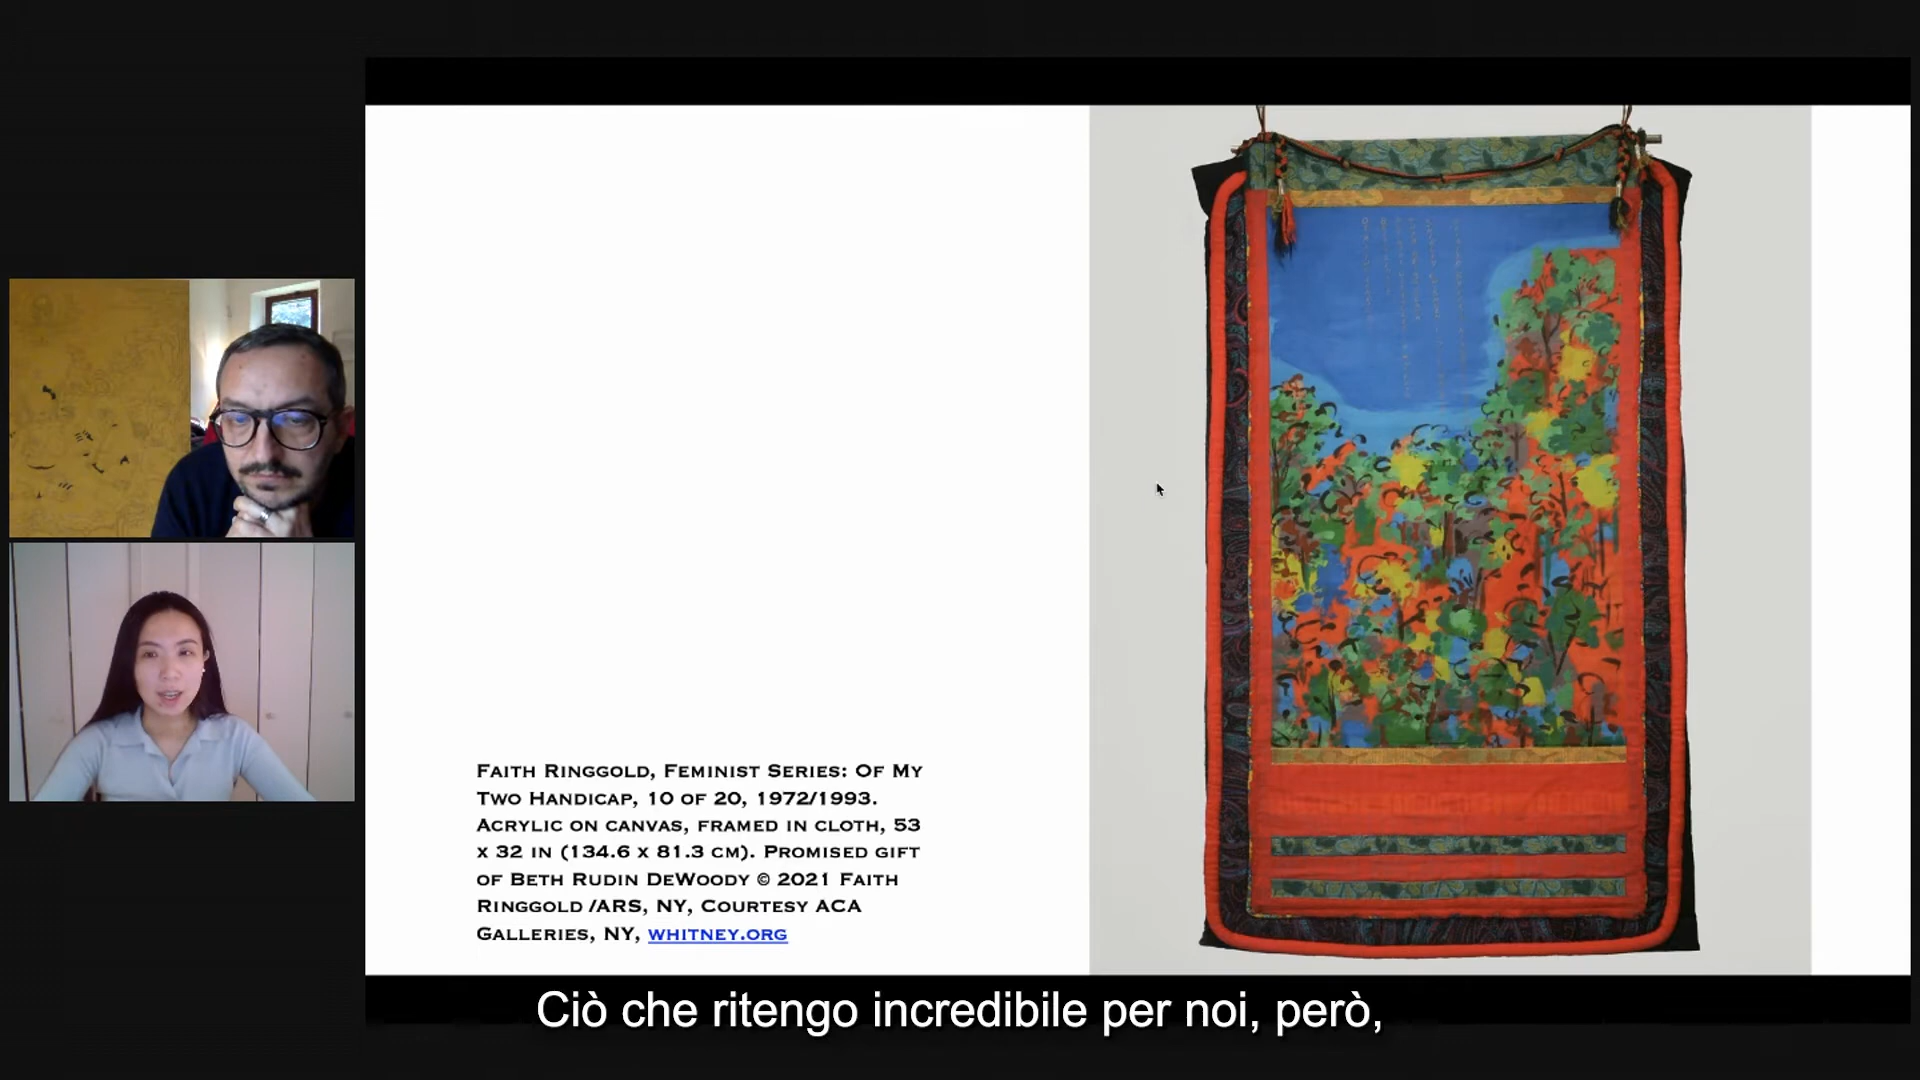 Faith Ringgold, Feminist Series: Of My
Two Handicap, 10 of 20, 1972/1993.
Acrylic on canvas, framed in cloth, 53
x 32 in (134.6 x 81.3 cm). Promised gift
of Beth Rudin DeWoody © 2021 Faith
Ringgold /ARS, NY, Courtesy ACA
Galleries, NY, whitney.org
Ciò che ritengo incredibile per noi, però,